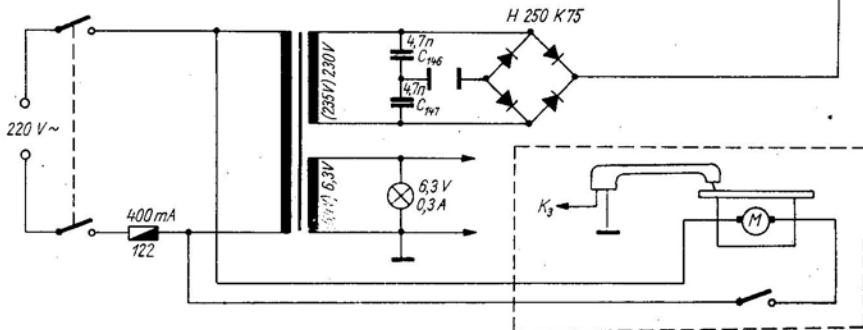 H 250 K75
4,7n
C146
4,7n
C147
(235V) 230V
220 V~
6,3V
6,3 V
0,3 A
400 mA
122
K3
M